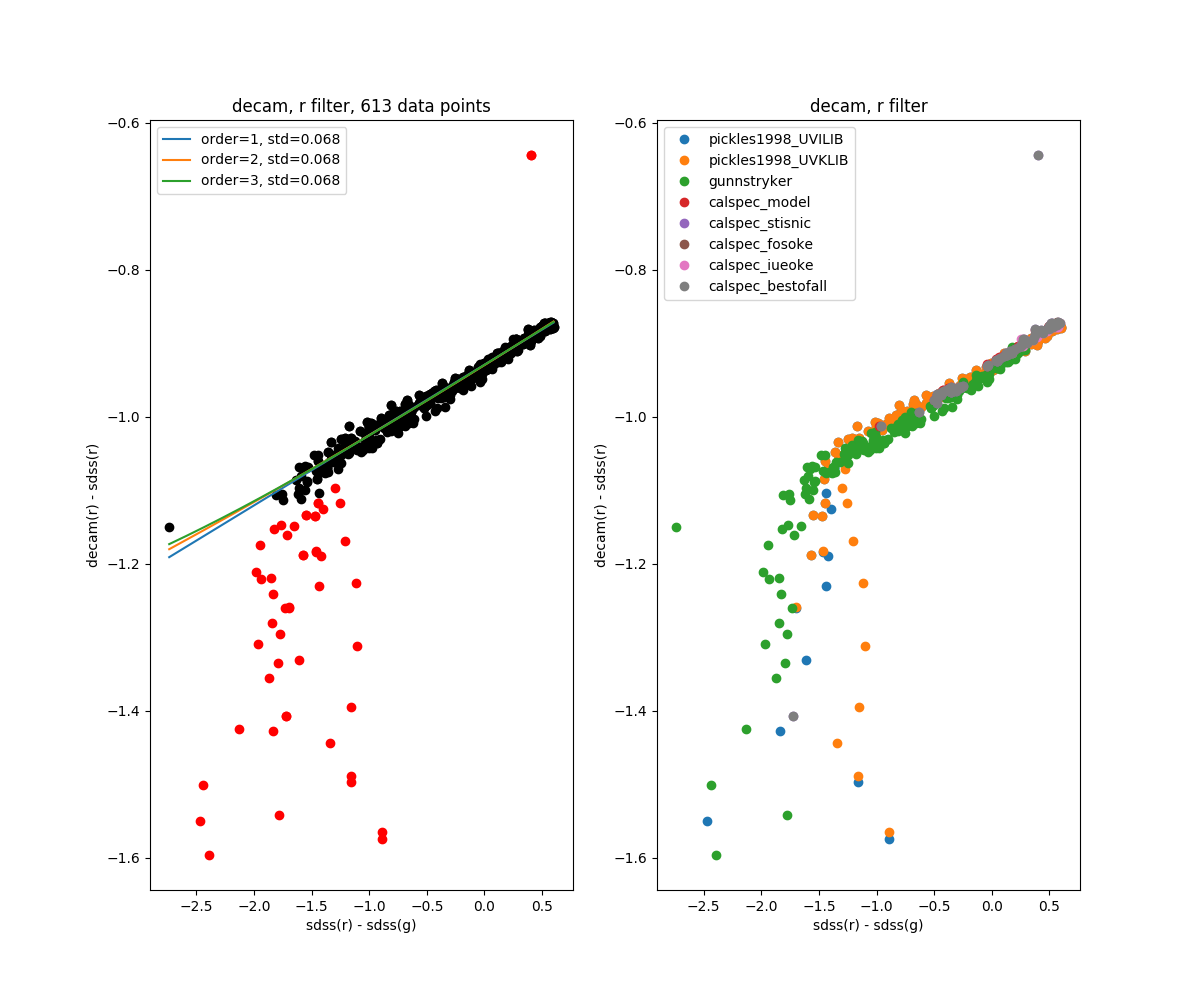 decam, r filter, 613 data points
order=1, std=0.068
order=2, std=0.068
order=3, std=0.068
−0.6
−0.8
−1.0
−1.2
−1.4
−1.6
decam(r) - sdss(r)
−2.5 −2.0 −1.5 −1.0 −0.5 0.0 0.5
sdss(r) - sdss(g)
decam, r filter
pickles1998_UVILIB
pickles1998_UVKLIB
gunnstryker
calspec_model
calspec_stisnic
calspec_fosoke
calspec_iueoke
calspec_bestofall
−0.6
−0.8
−1.0
−1.2
−1.4
−1.6
decam(r) - sdss(r)
−2.5 −2.0 −1.5 −1.0 −0.5 0.0 0.5
sdss(r) - sdss(g)